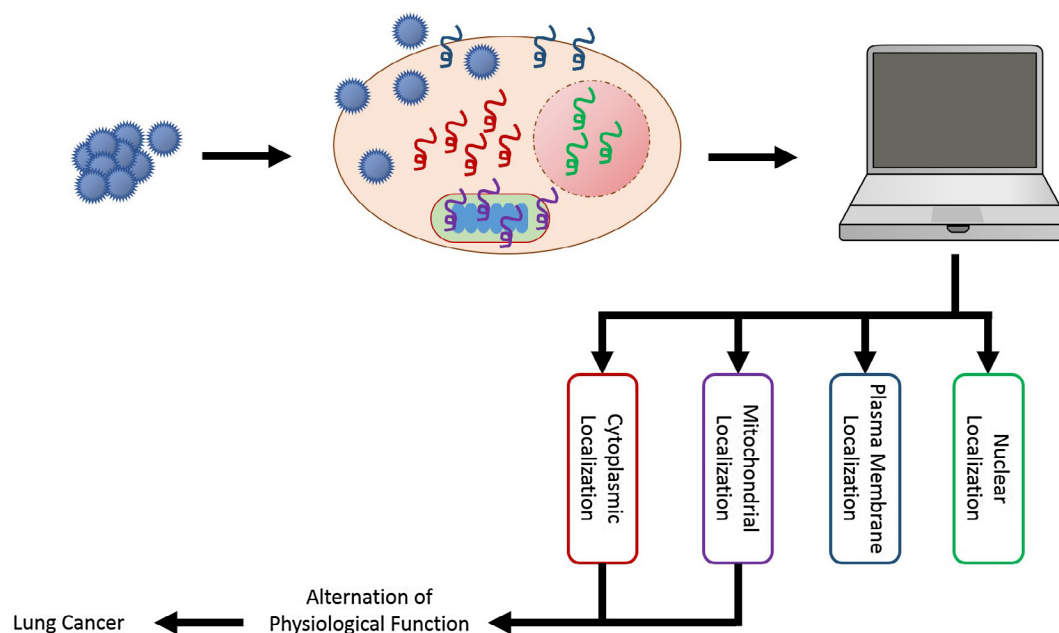 Cytoplasmic
Localization
Mitochondrial
Localization
Plasma Membrane
Localization
Nuclear
Localization
Alternation of
Physiological Function
Lung Cancer